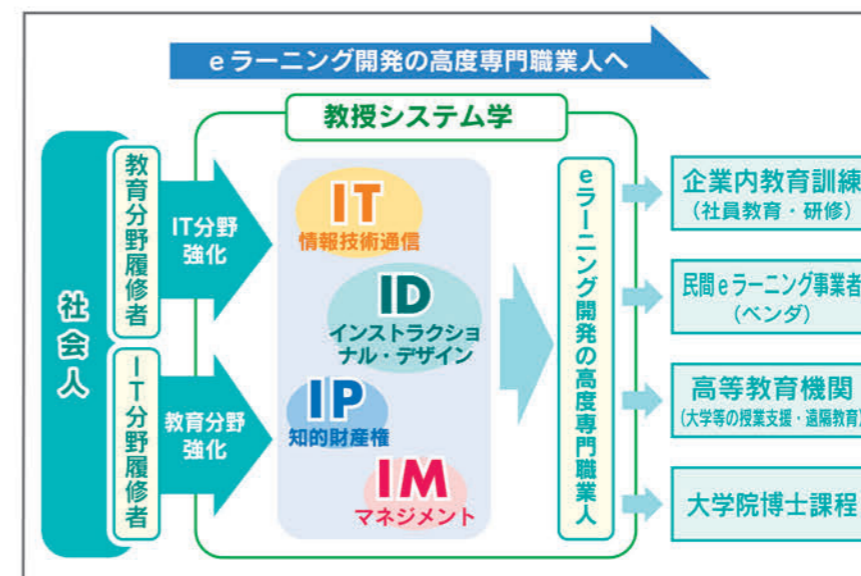 eラーニング開発の高度専門職業人へ
教授システム学
社会人
教育分野履修者
IT分野履修者
IT分野
強化
教育分野
強化
IT
情報技術通信
ID
インストラクショ
ナル・デザイン
IP
知的財産権
IM
マネジメント
eラーニング開発の高度専門職業人
企業内教育訓練
(社員教育・研修)
民間eラーニング事業者
(ベンダ)
高等教育機関
(大学等の授業支援・遠隔教育)
大学院博士課程